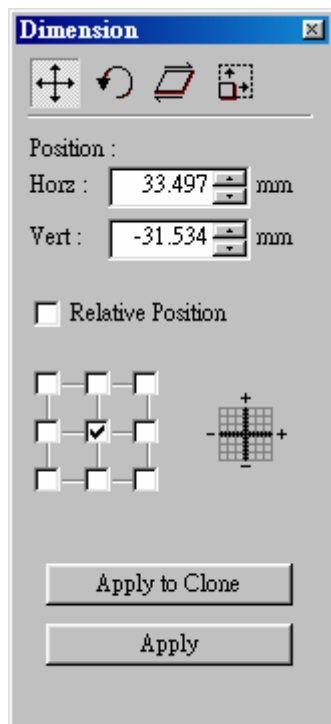 Dimension
Position :
Horz : 33.497 mm
Vert : -31.534 mm
Relative Position
+
- +
-
Apply to Clone
Apply